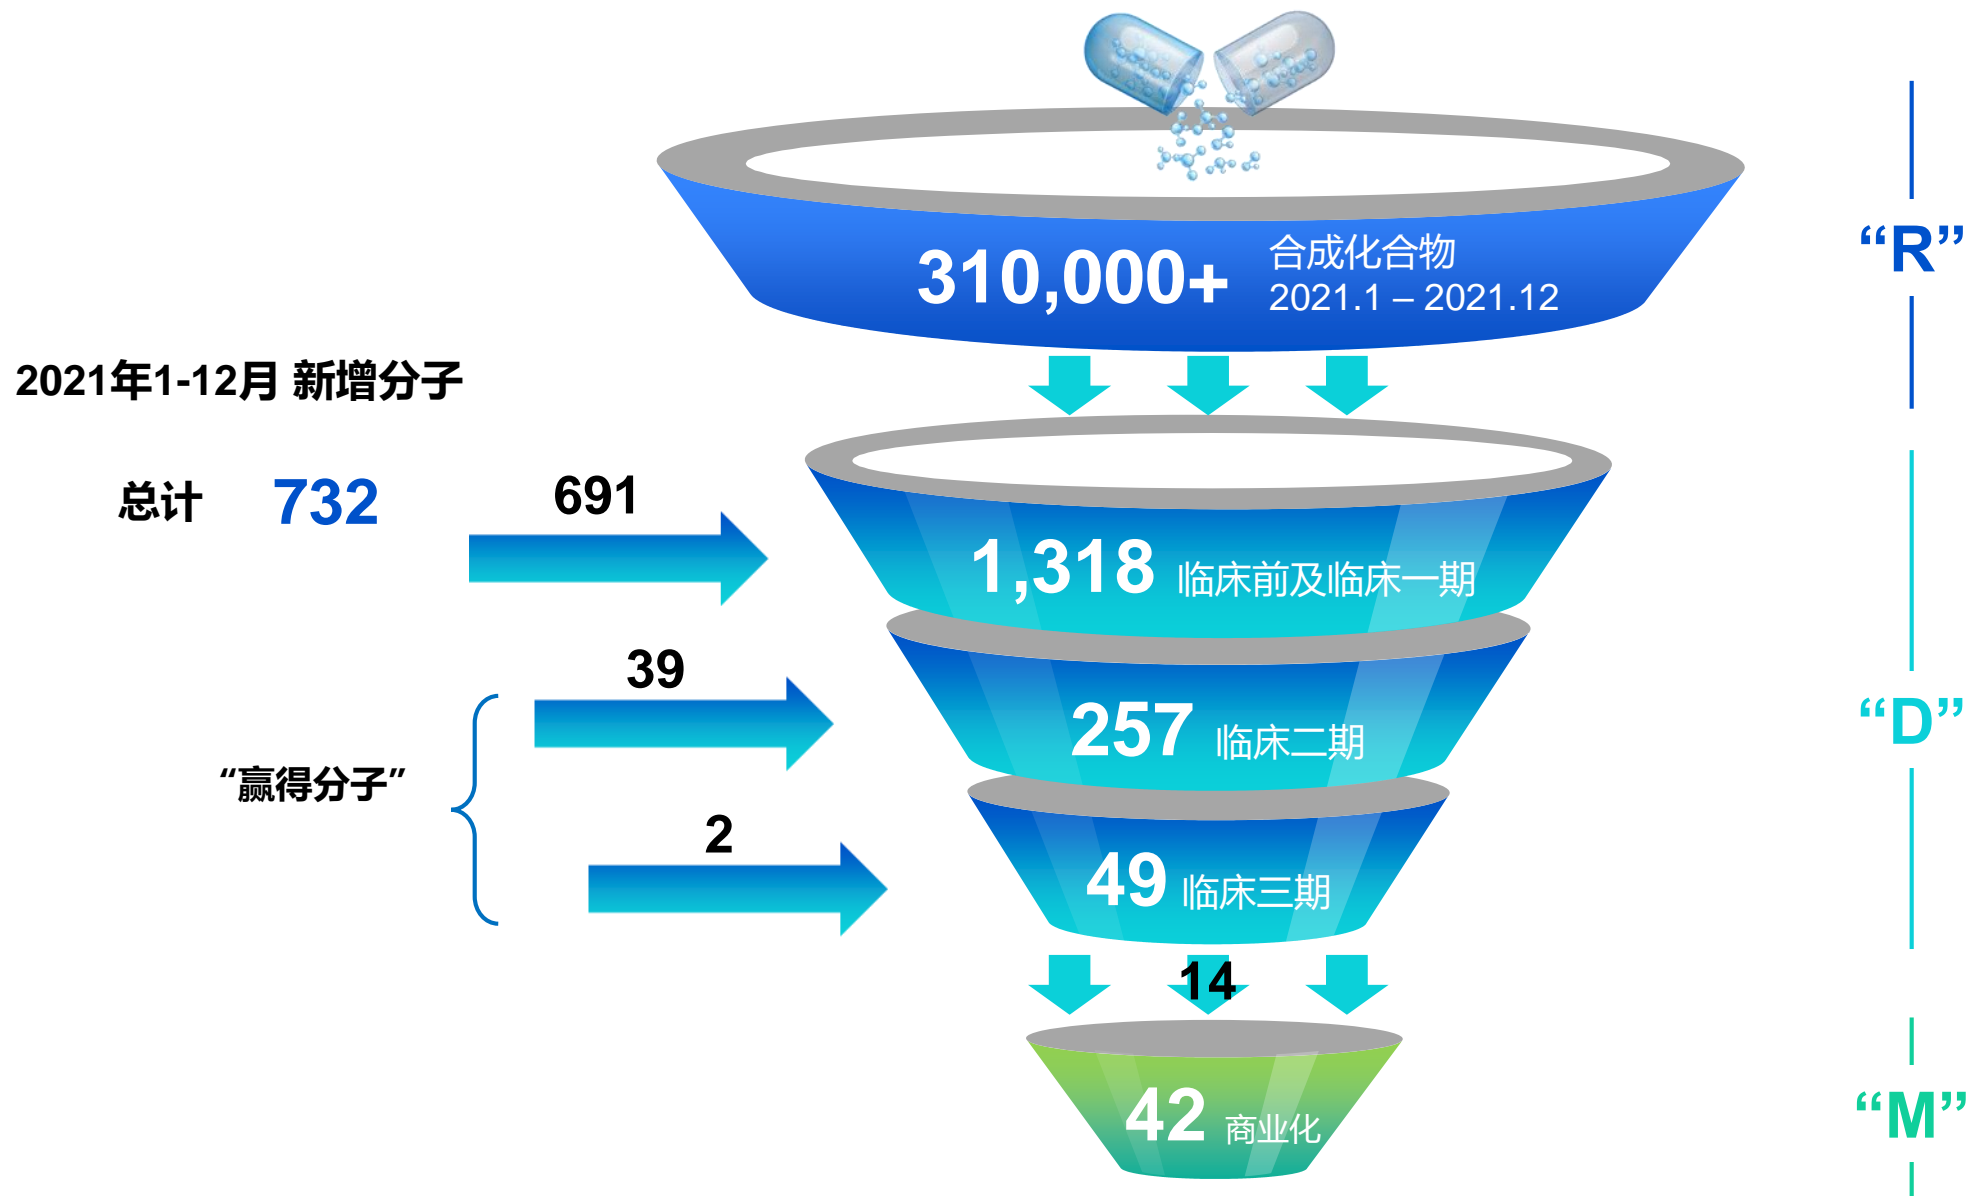 310,000+
合成化合物
2021.1 – 2021.12
“R”
2021年1-12月 新增分子
总计 732
691
1,318 临床前及临床一期
39
257 临床二期
“D”
“赢得分子”
2
49 临床三期
14
42 商业化
“M”